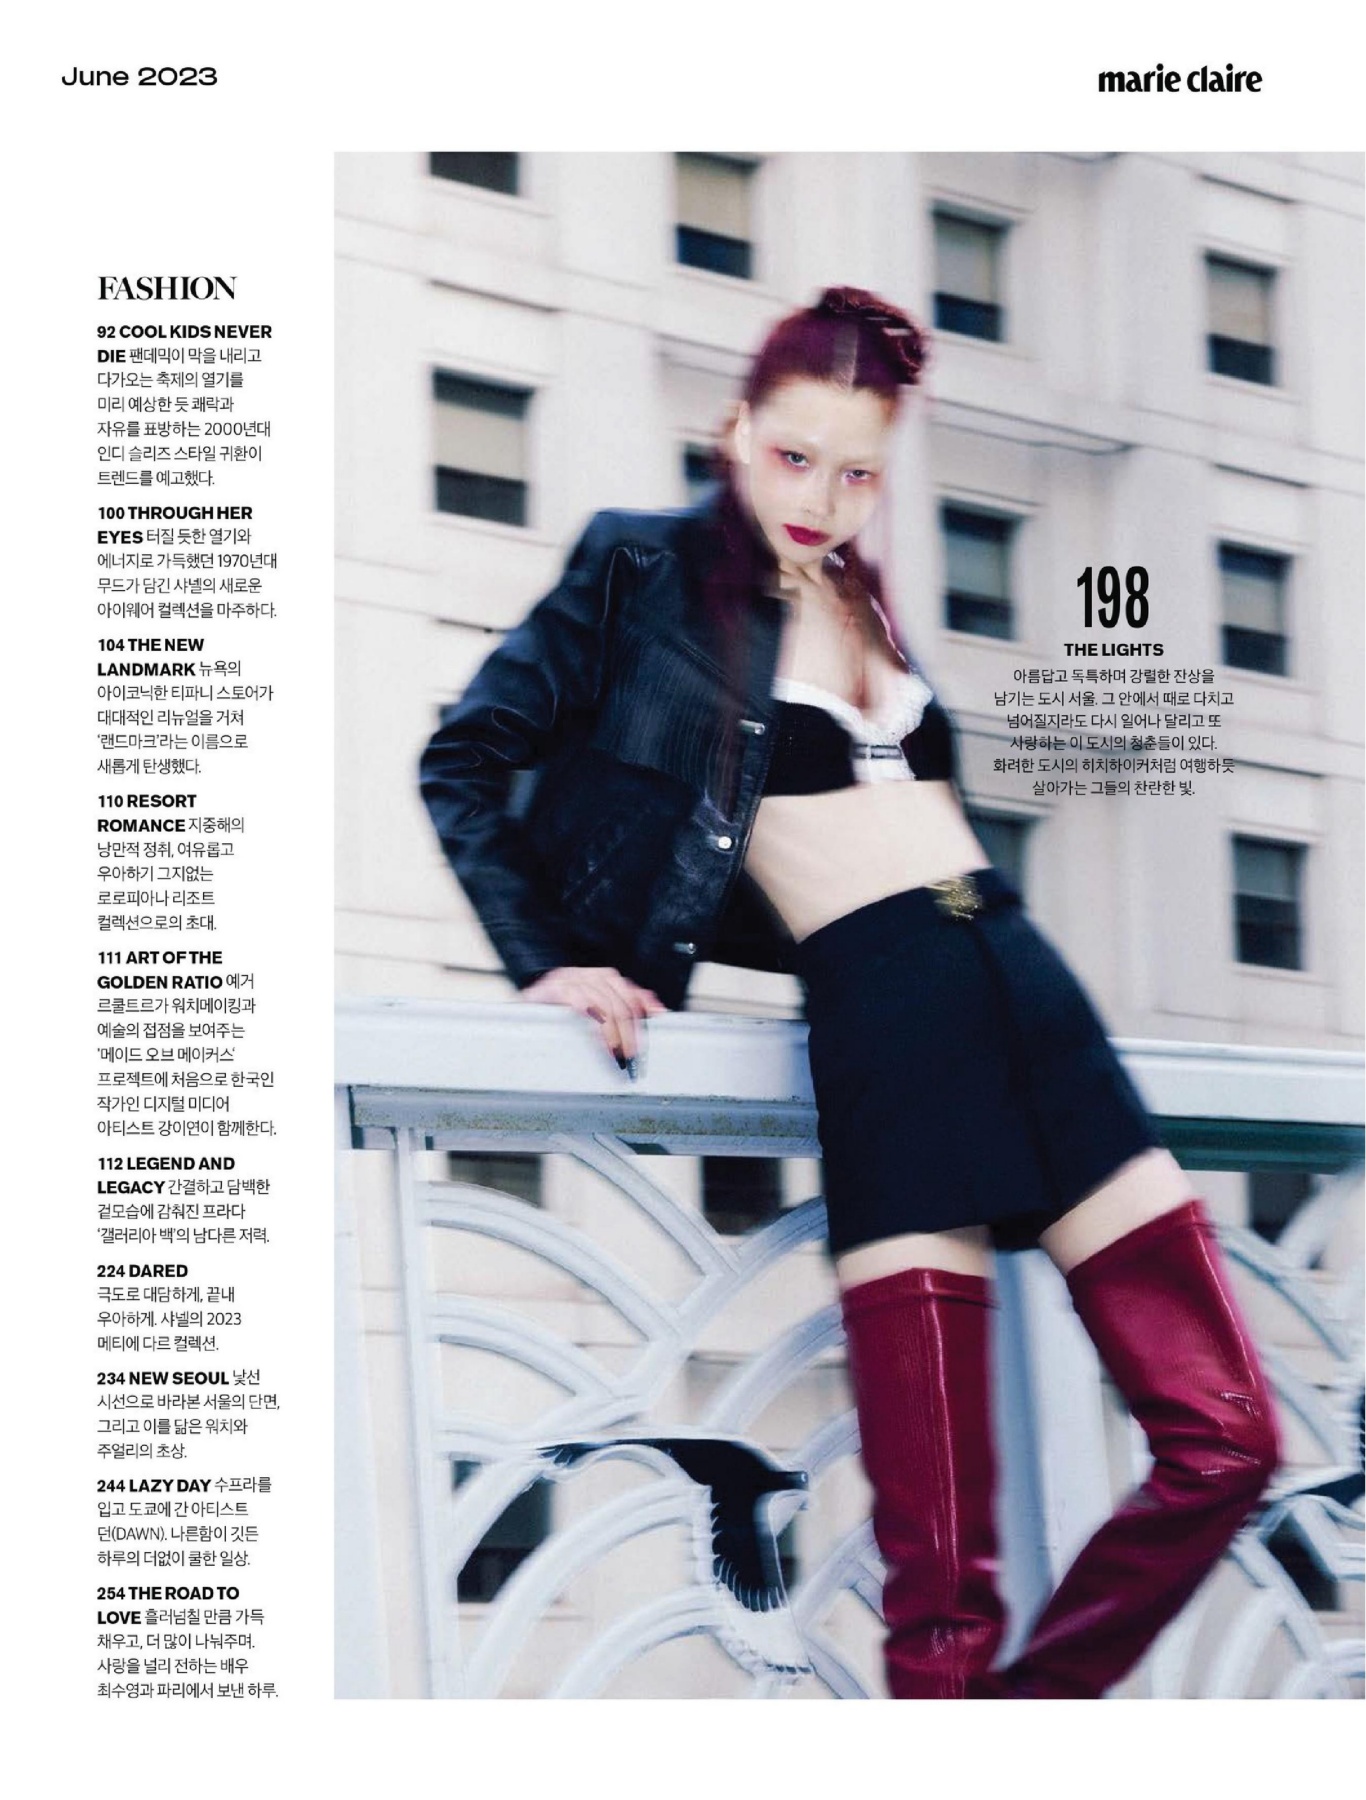 June 2023
marie claire
FASHION
92 COOL KIDS NEVER
DIE 팬데믹이 막을 내리고
다가오는 축제의 열기를
미리 예상한 듯 쾌락과
자유를 표방하는 2000년대
인디 슬리즈 스타일 귀환이
트렌드를 예고했다.
100 THROUGH HER
EYES 터질 듯한 열기와
에너지로 가득했던 1970년대
무드가 담긴 샤넬의 새로운
아이웨어 컬렉션을 마주하다.
104 THE NEW
LANDMARK 뉴욕의
아이코닉한 티파니 스토어가
대대적인 리뉴얼을 거쳐
'랜드마크'라는 이름으로
새롭게 탄생했다.
110 RESORT
ROMANCE 지중해의
낭만적 정취, 여유롭고
우아하기 그지없는
로로피아나 리조트
컬렉션으로의 초대.
111 ART OF THE
GOLDEN RATIO 예거
르쿨트르가 워치메이킹과
예술의 접점을 보여주는
'메이드 오브 메이커스'
프로젝트에 처음으로 한국인
작가인 디지털 미디어
아티스트 강이연이 함께한다.
112 LEGEND AND
LEGACY 간결하고 담백한
겉모습에 감춰진 프라다
'갤러리아 백'의 남다른 저력.
224 DARED
극도로 대담하게, 끝내
우아하게. 샤넬의 2023
메티에 다르 컬렉션.
234 NEW SEOUL 낯선
시선으로 바라본 서울의 단면,
그리고 이를 닮은 워치와
주얼리의 초상.
244 LAZY DAY 수프라를
입고 도쿄에 간 아티스트
던(DAWN). 나른함이 깃든
하루의 더없이 쿨한 일상.
254 THE ROAD TO
LOVE 흘러넘칠 만큼 가득
채우고, 더 많이 나눠주며.
사랑을 널리 전하는 배우
최수영과 파리에서 보낸 하루.
198
THE LIGHTS
아름답고 독특하며 강렬한 잔상을
남기는 도시 서울. 그 안에서 때로 다치고
넘어질지라도 다시 일어나 달리고 또
사랑하는 이 도시의 청춘들이 있다.
화려한 도시의 히치하이커처럼 여행하듯
살아가는 그들의 찬란한 빛.